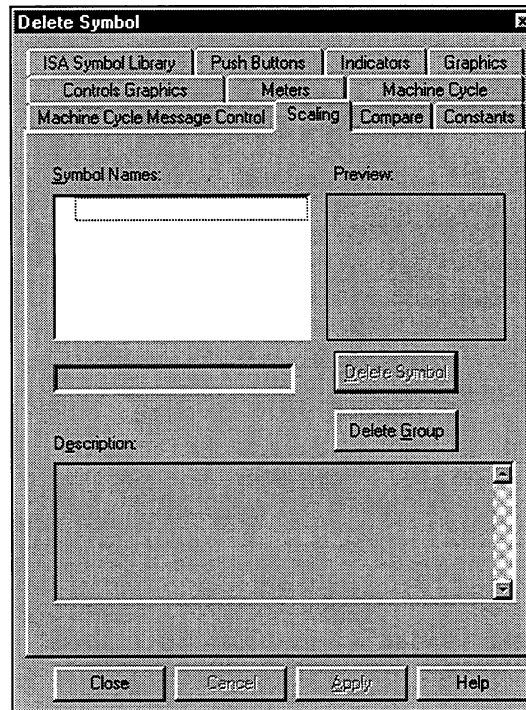 Delete Symbol
ISA Symbol Library Push Buttons Indicators Graphics
Controls Graphics Meters Machine Cycle
Machine Cycle Message Control Scaling Compare Constants
Symbol Names: Preview:
Delete Symbol
Delete Group
Description:
Close Cancel Apply Help